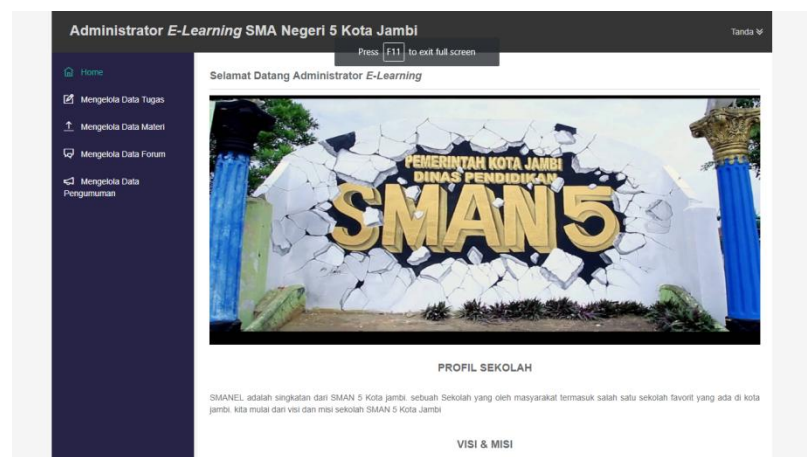 Administrator E-Learning SMA Negeri 5 Kota Jambi
Tanda
Press F11 to exit full screen
Home
Mengelola Data Tugas
Mengelola Data Materi
Mengelola Data Forum
Mengelola Data
Pengumuman
Selamat Datang Administrator E-Learning
PEMERINTAH KOTA JAMBI
DINAS PENDIDIKAN
SMAN 5
PROFIL SEKOLAH
SMANEL adalah singkatan dari SMAN 5 Kota jambi. sebuah Sekolah yang oleh masyarakat termasuk salah satu sekolah favorit yang ada di kota
jambi. kita mulai dari visi dan misi sekolah SMAN 5 Kota Jambi
VISI & MISI